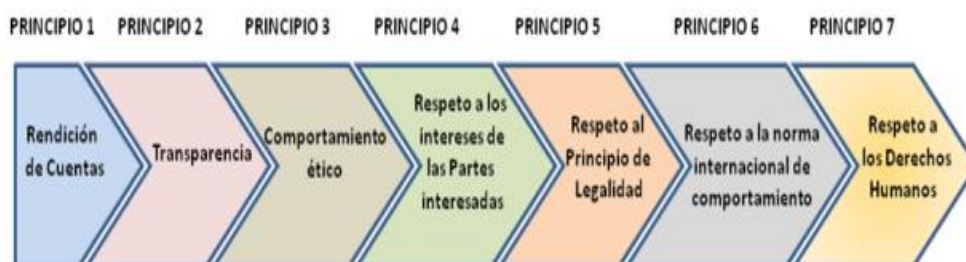 PRINCIPIO 1
PRINCIPIO 2
PRINCIPIO 3
PRINCIPIO 4
PRINCIPIO 5
PRINCIPIO 6
PRINCIPIO 7
Rendición
de Cuentas
Transparencia
Comportamiento
ético
Respeto a los
intereses de
las Partes
interesadas
Respeto al
Principio de
Legalidad
Respeto a la norma
internacional de
comportamiento
Respeto a
los Derechos
Humanos